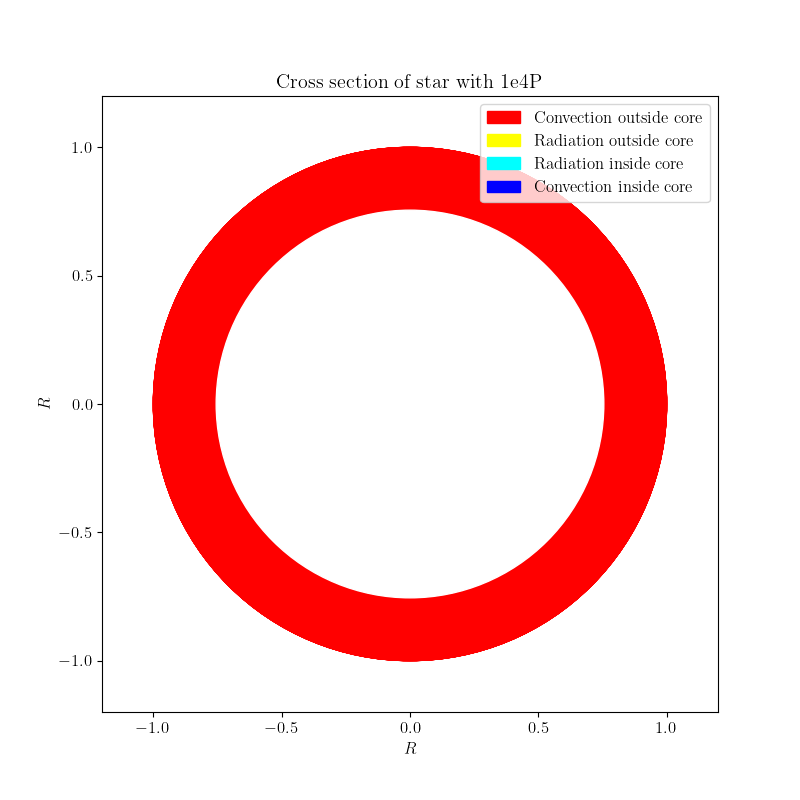 Cross section of star with 1e4P
Convection outside core
Radiation outside core
Radiation inside core
Convection inside core
1.0
0.5
0.0
−0.5
−1.0
R
−1.0 −0.5 0.0 0.5 1.0
R